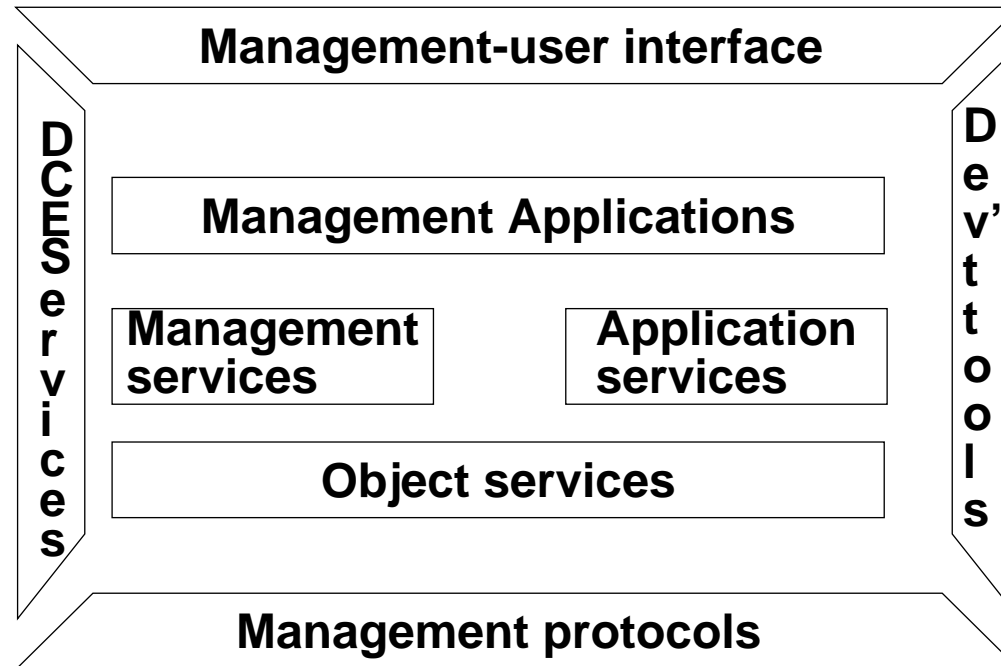 Management-user interface
DCE Services
Management Applications
Management
services
Application
services
Object services
Dev't tools
Management protocols